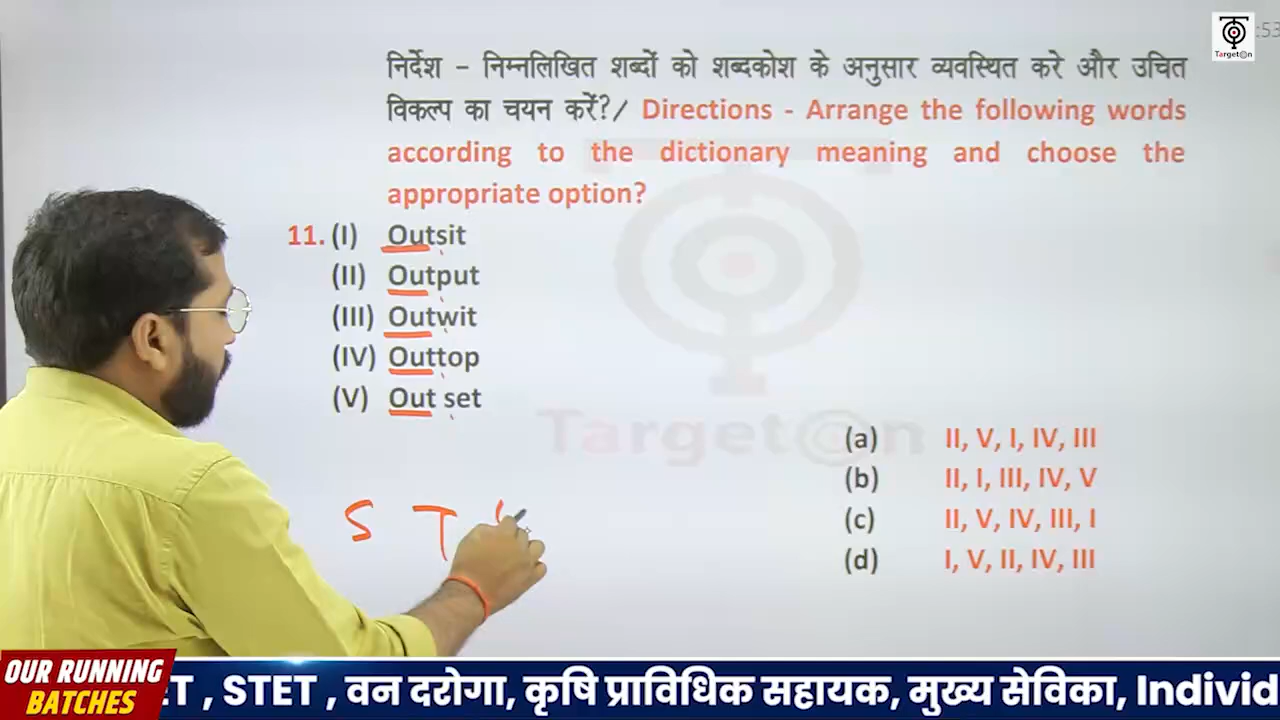 :53
TargetOn
निर्देश – निम्नलिखित शब्दों को शब्दकोश के अनुसार व्यवस्थित करे और उचित
विकल्प का चयन करें?/ Directions - Arrange the following words
according to the dictionary meaning and choose the
appropriate option?
11. (I) Outsit
(II) Output
(III) Outwit
(IV) Outtop
(V) Out set
Target On
(a) II, V, I, IV, III
(b) II, I, III, IV, V
(c) II, V, IV, III, I
(d) I, V, II, IV, III
S T
OUR RUNNING
BATCHES
ET , STET , वन दरोगा, कृषि प्राविधिक सहायक, मुख्य सेविका, Individ